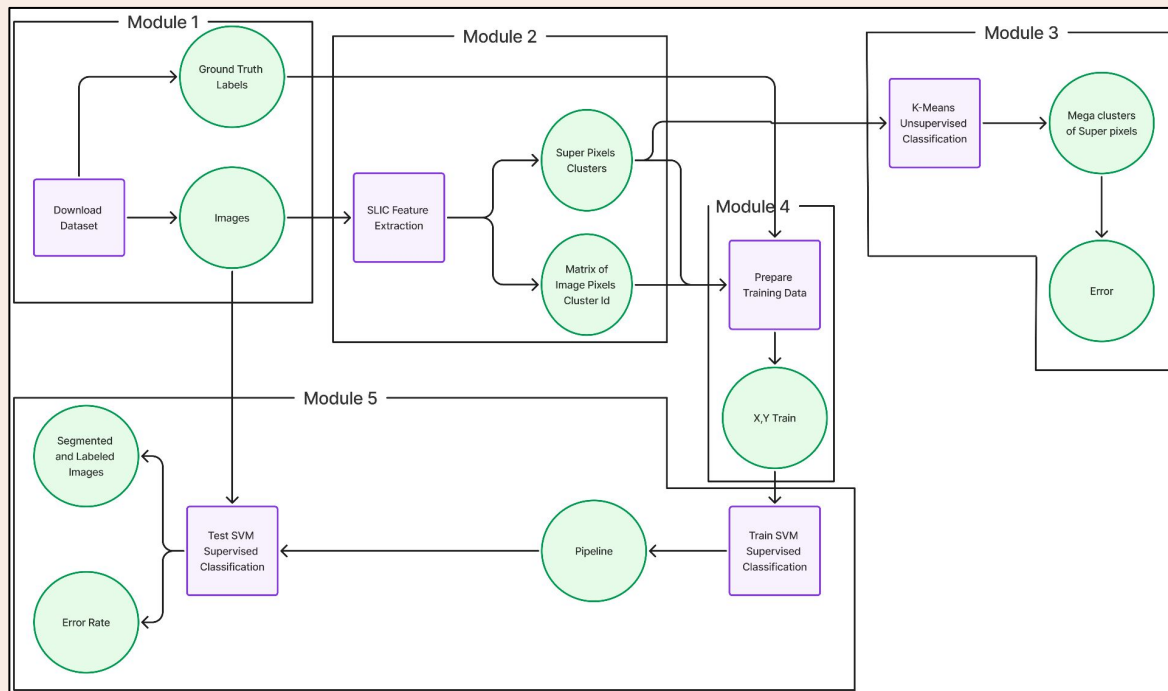 Module 1
Ground Truth
Labels
Download
Dataset
Images
Module 2
SLIC Feature
Extraction
Super Pixels
Clusters
Matrix of
Image Pixels
Cluster Id
Module 3
K-Means
Unsupervised
Classification
Mega clusters
of Super pixels
Error
Module 4
Prepare
Training Data
X,Y Train
Module 5
Segmented
and Labeled
Images
Error Rate
Test SVM
Supervised
Classification
Pipeline
Train SVM
Supervised
Classification